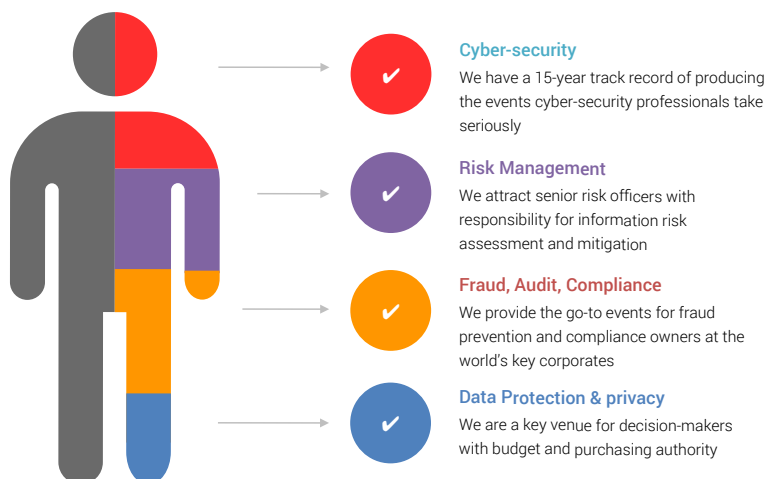 Cyber-security
We have a 15-year track record of producing
the events cyber-security professionals take
seriously
Risk Management
We attract senior risk officers with
responsibility for information risk
assessment and mitigation
Fraud, Audit, Compliance
We provide the go-to events for fraud
prevention and compliance owners at the
world's key corporates
Data Protection & privacy
We are a key venue for decision-makers
with budget and purchasing authority